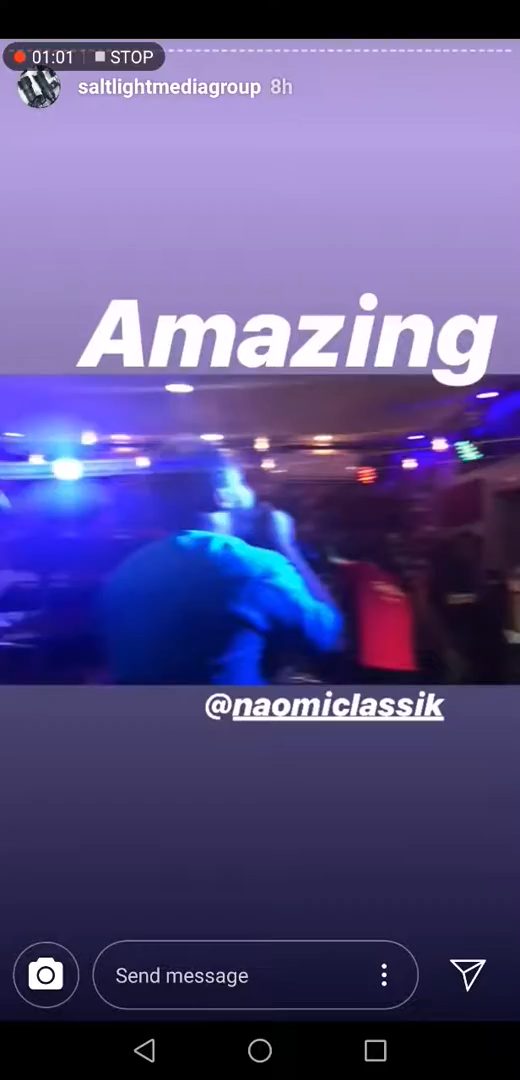 01:01 STOP
saltlightmediagroup 8h
Amazing
@naomiclassik
Send message